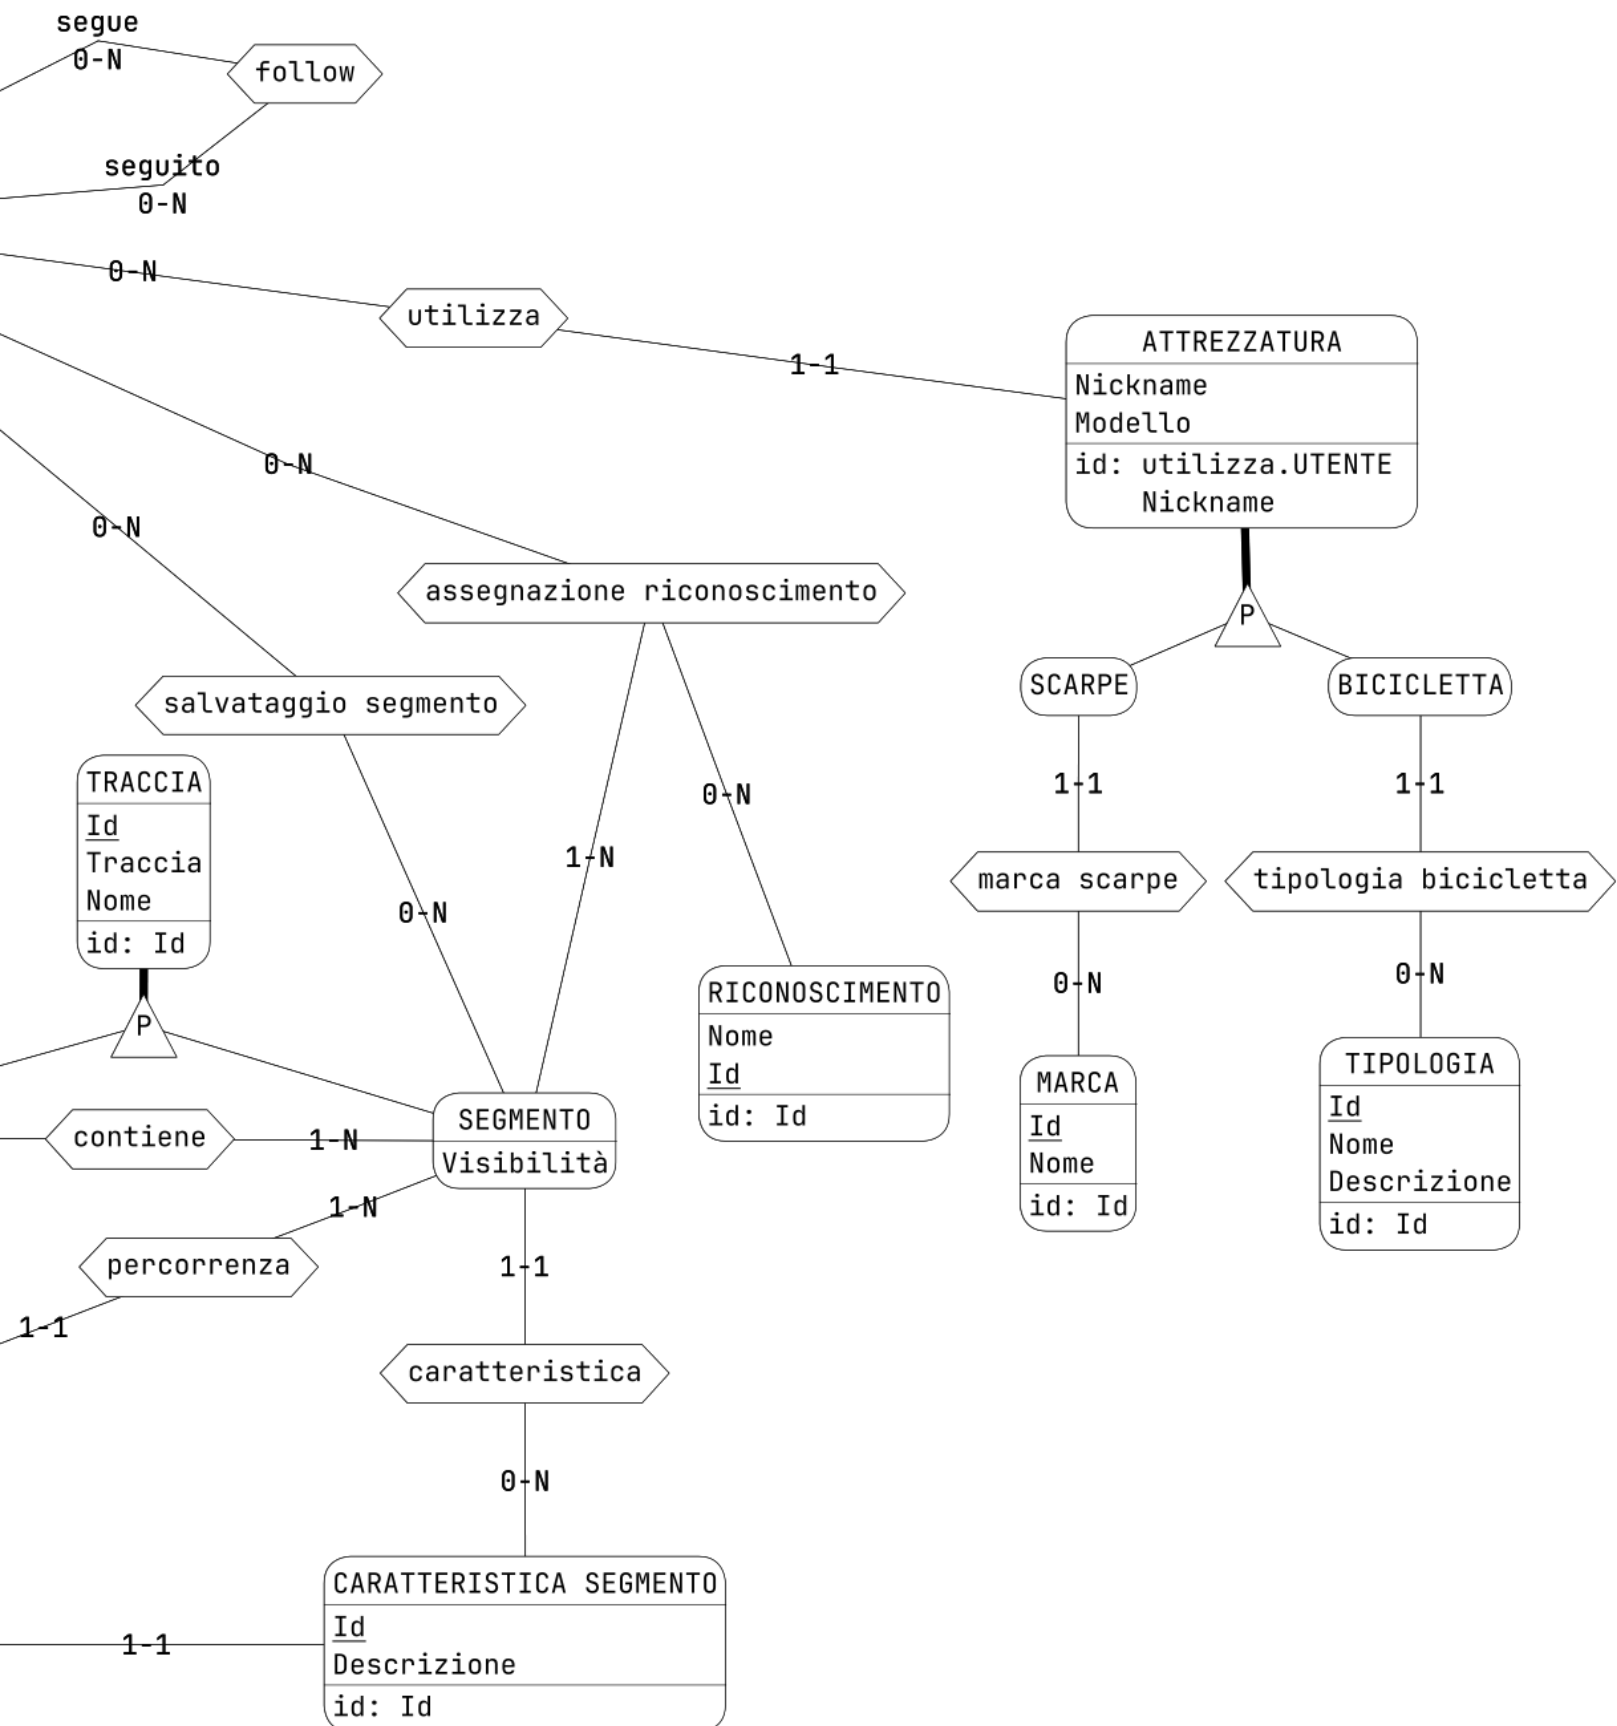 segue
0-N
follow
seguito
0-N
0-N
utilizza
1-1
ATTREZZATURA
Nickname
Modello
id: utilizza.UTENTE
Nickname
0-N
0-N
assegnazione riconoscimento
P
SCARPE
BICICLETTA
salvataggio segmento
TRACCIA
Id
Traccia
Nome
id: Id
1-1
1-1
0-N
1-N
marca scarpe
tipologia bicicletta
0-N
0-N
0-N
RICONOSCIMENTO
Nome
Id
id: Id
P
MARCA
Id
Nome
id: Id
TIPOLOGIA
Id
Nome
Descrizione
id: Id
SEGMENTO
Visibilità
contiene
1-N
1-N
percorrenza
1-1
1-1
caratteristica
0-N
CARATTERISTICA SEGMENTO
Id
Descrizione
id: Id
1-1